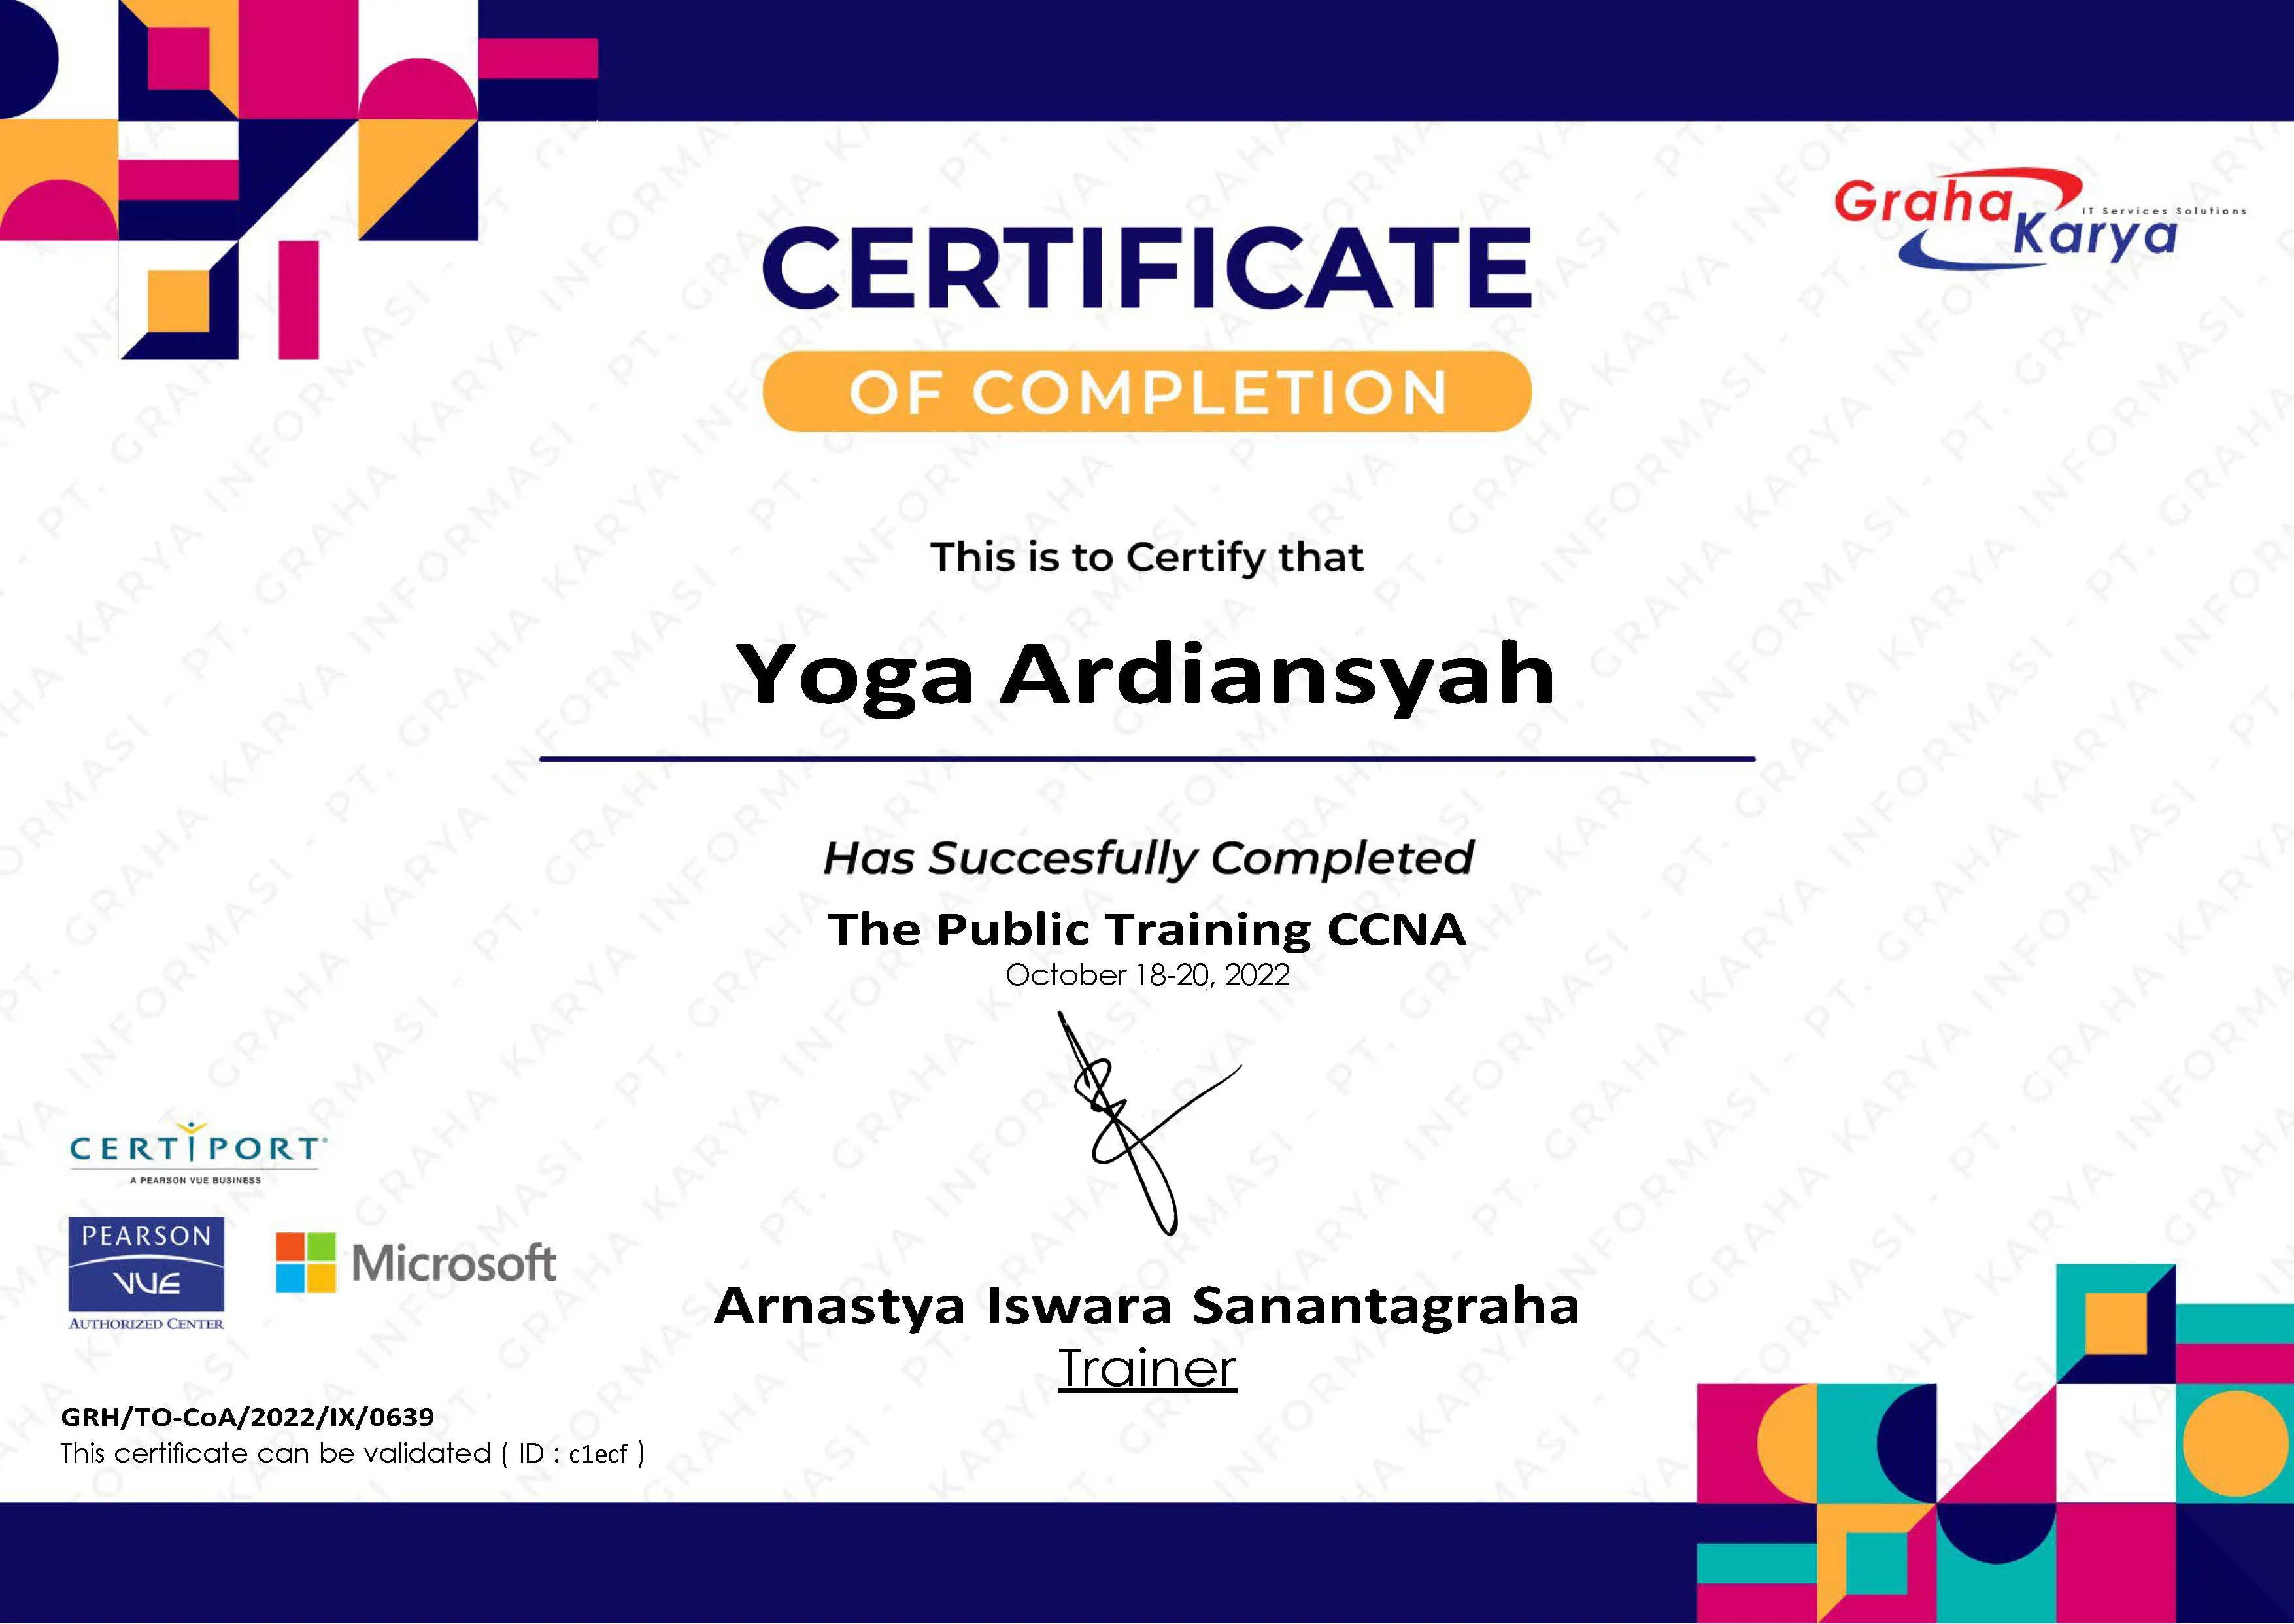 Graha
IT Services Solutions
Karya
CERTIFICATE
OF COMPLETION
This is to Certify that
Yoga Ardiansyah
Has Succesfully Completed
The Public Training CCNA
October 18-20, 2022
CERTIPORT
A PEARSON VUE BUSINESS
PEARSON
VUE
AUTHORIZED CENTER
Microsoft
Arnastya Iswara Sanantagraha
Trainer
GRH/TO-CoA/2022/IX/0639
This certificate can be validated ( ID : c1ecf )
PT. GRAHA KARYA INFORMASI